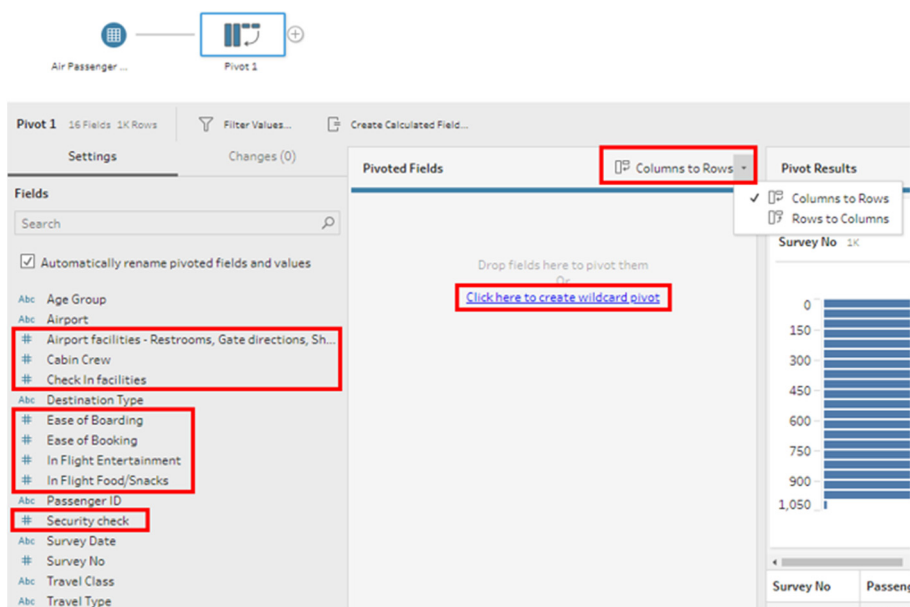 Air Passenger ...
Pivot 1
Pivot 1 16 Fields 1K Rows
Filter Values...
Create Calculated Field...
Settings
Changes (0)
Fields
Search
Automatically rename pivoted fields and values
Abc Age Group
Abc Airport
# Airport facilities - Restrooms, Gate directions, Sh...
# Cabin Crew
# Check In facilities
Abc Destination Type
# Ease of Boarding
# Ease of Booking
# In Flight Entertainment
# In Flight Food/Snacks
Abc Passenger ID
# Security check
Abc Survey Date
# Survey No
Abc Travel Class
Abc Travel Type
Pivoted Fields
Columns to Rows
Drop fields here to pivot them
Or
Click here to create wildcard pivot
Pivot Results
Columns to Rows
Rows to Columns
Survey No 1K
0
150
300
450
600
750
900
1,050
Survey No